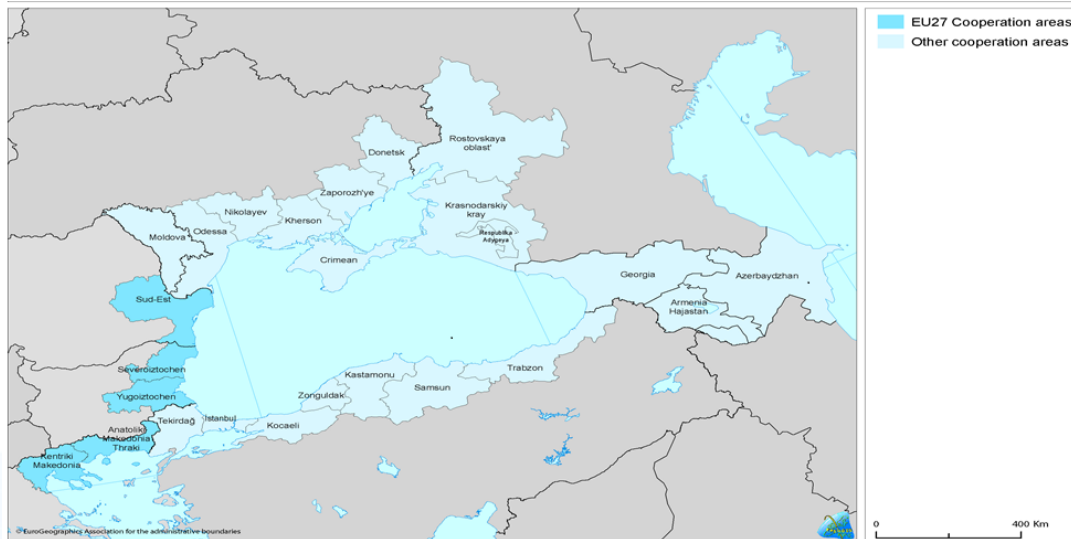 EU27 Cooperation areas
Other cooperation areas
Rostovskaya
oblast'
Donetsk
Zaporozh'ye
Krasnodarskiy
kray
Nikolayev
Kherson
Respublika
Adygeya
Odessa
Moldova
Crimean
Georgia
Azerbaydzhan
Sud-Est
Armenia
Hajastan
Severoiztochen
Kastamonu
Trabzon
Samsun
Yugoiztochen
Zonguldak
Tekirdağ
Istanbul
Kocaeli
Anatoliki
Makedonia
Thraki
Kentriki
Makedonia
© EuroGeographics Association for the administrative boundaries
0
400 Km